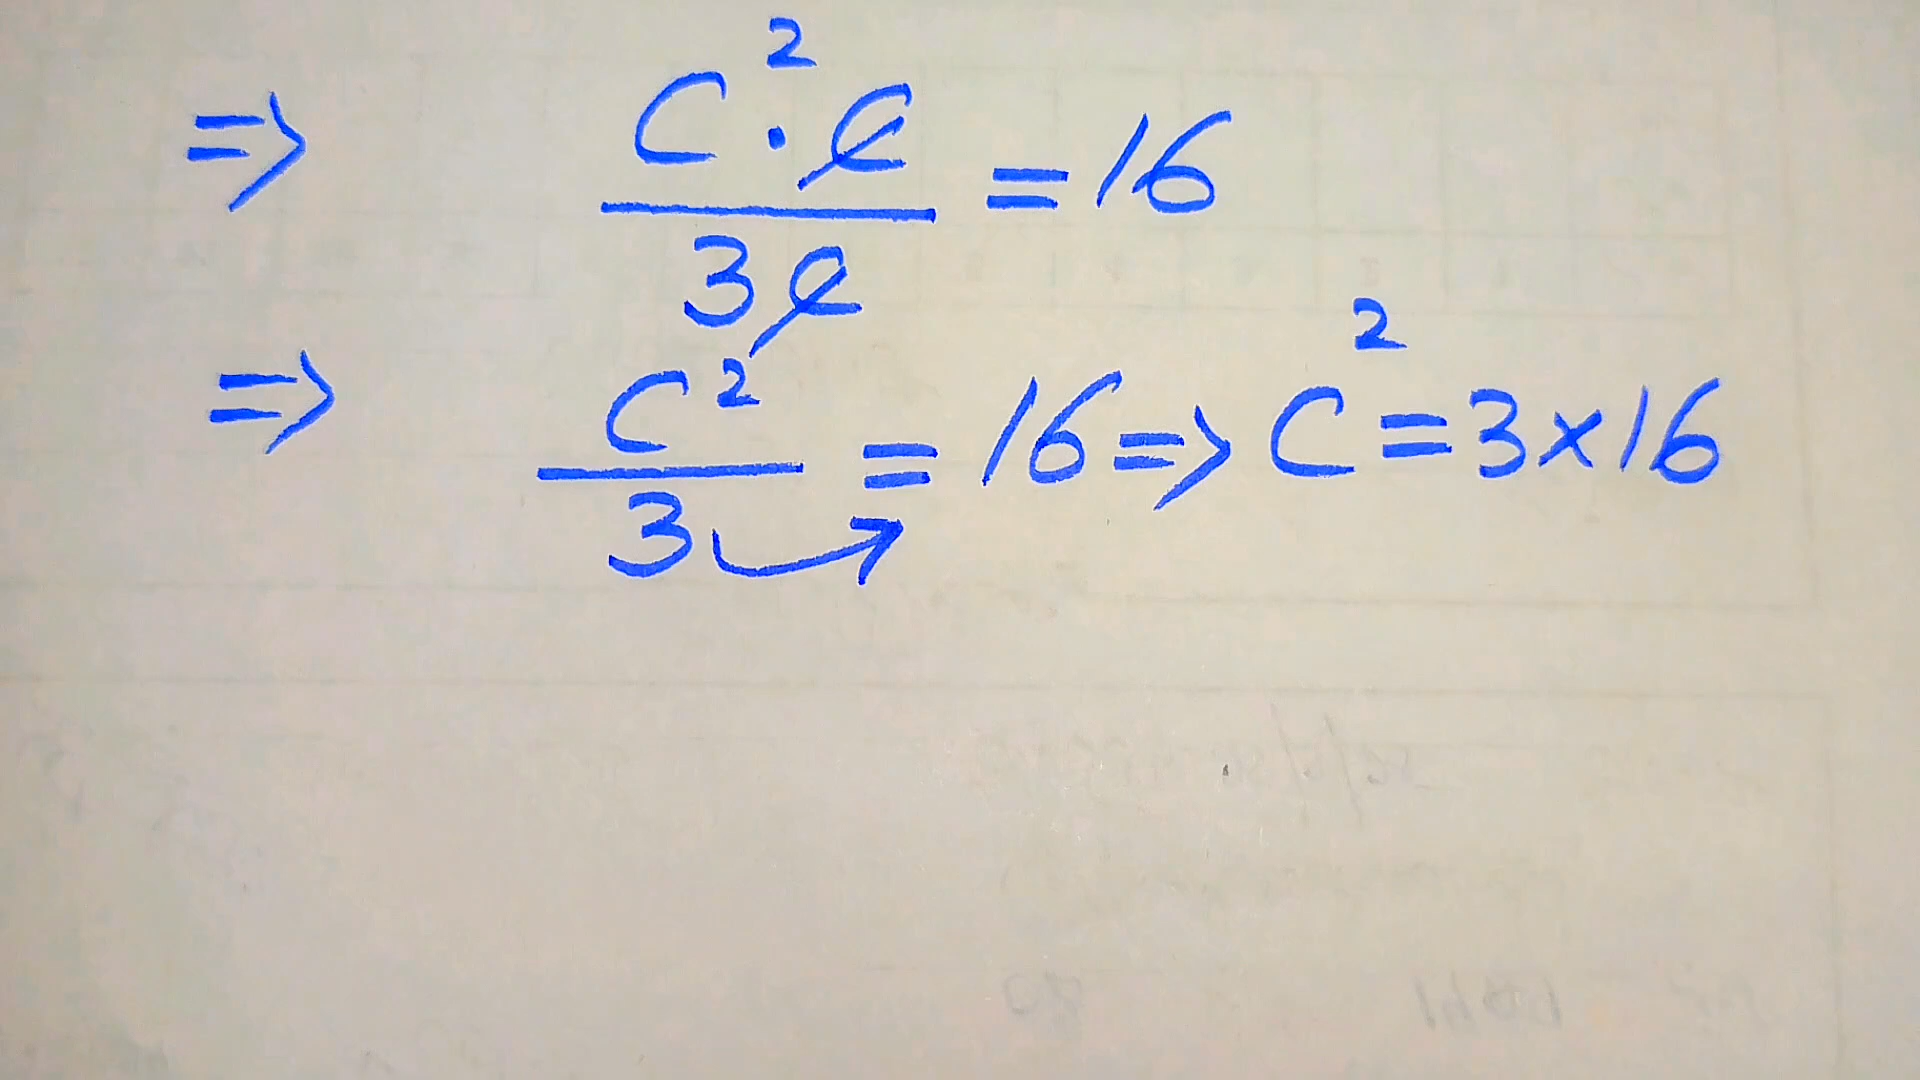 => C² · C / 3C = 16
=> C² / 3 = 16 => C² = 3×16